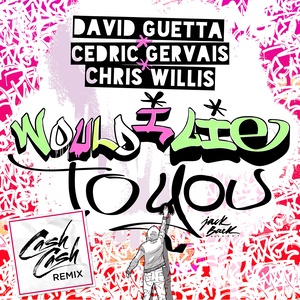 DAVID GUETTA
CEDRIC GERVAIS
CHRIS WILLIS
WOULD I LIE
TO YOU
jack
Back
Cash
Cash
REMIX